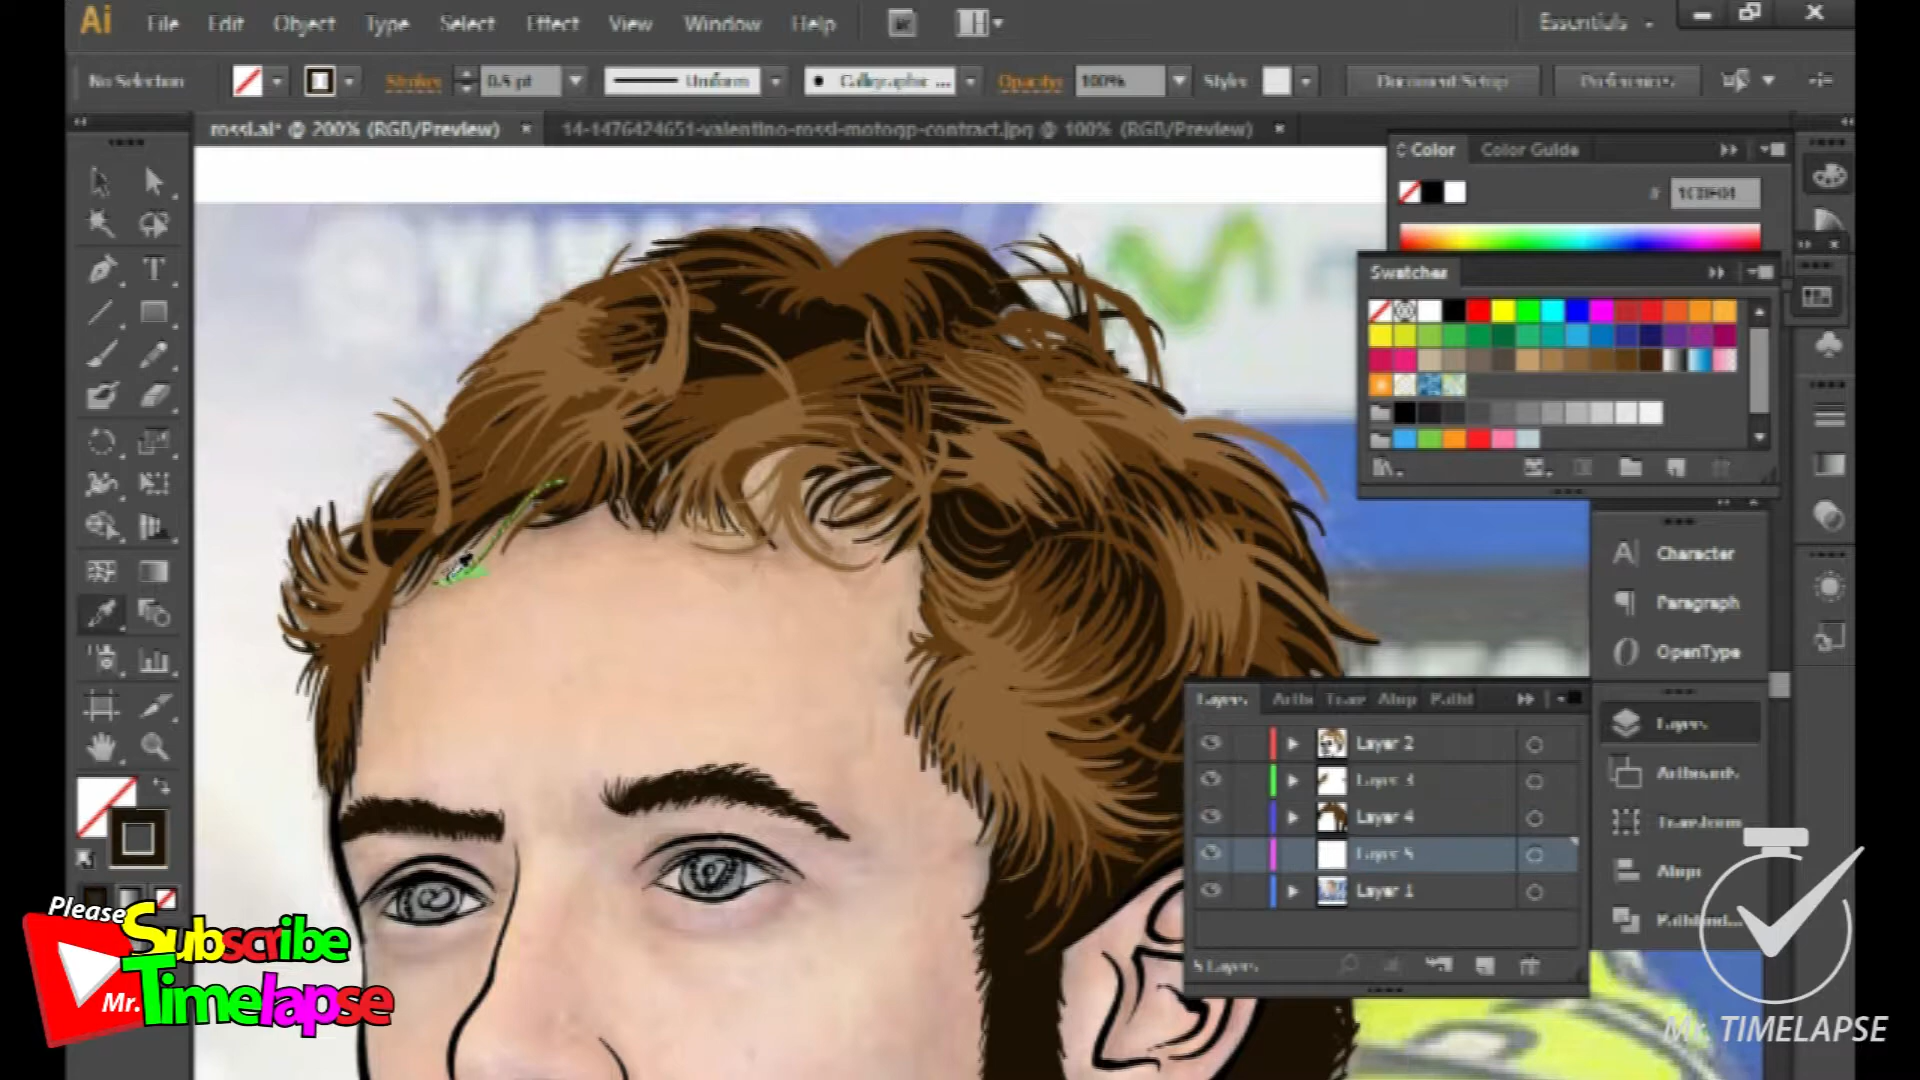 Ai File Edit Object Type Select Effect View Window Help Essentials
No Selection Stroke: 0.5 pt Uniform Calligraphic ... Opacity: 100% Style: Document Setup Preferences
rossi.ai* @ 200% (RGB/Preview) × 14-1476424651-valentino-rossi-motogp-contract.jpg @ 100% (RGB/Preview) ×
Color Color Guide
#
Swatches
Character
Paragraph
OpenType
Layers
Artboards
Transform
Align
Pathfind...
Layers Artb Trans Align Pathf
Layer 2
Layer 3
Layer 4
Layer 5
Layer 1
5 Layers
Please Subscribe
Mr. Timelapse
Mr. TIMELAPSE